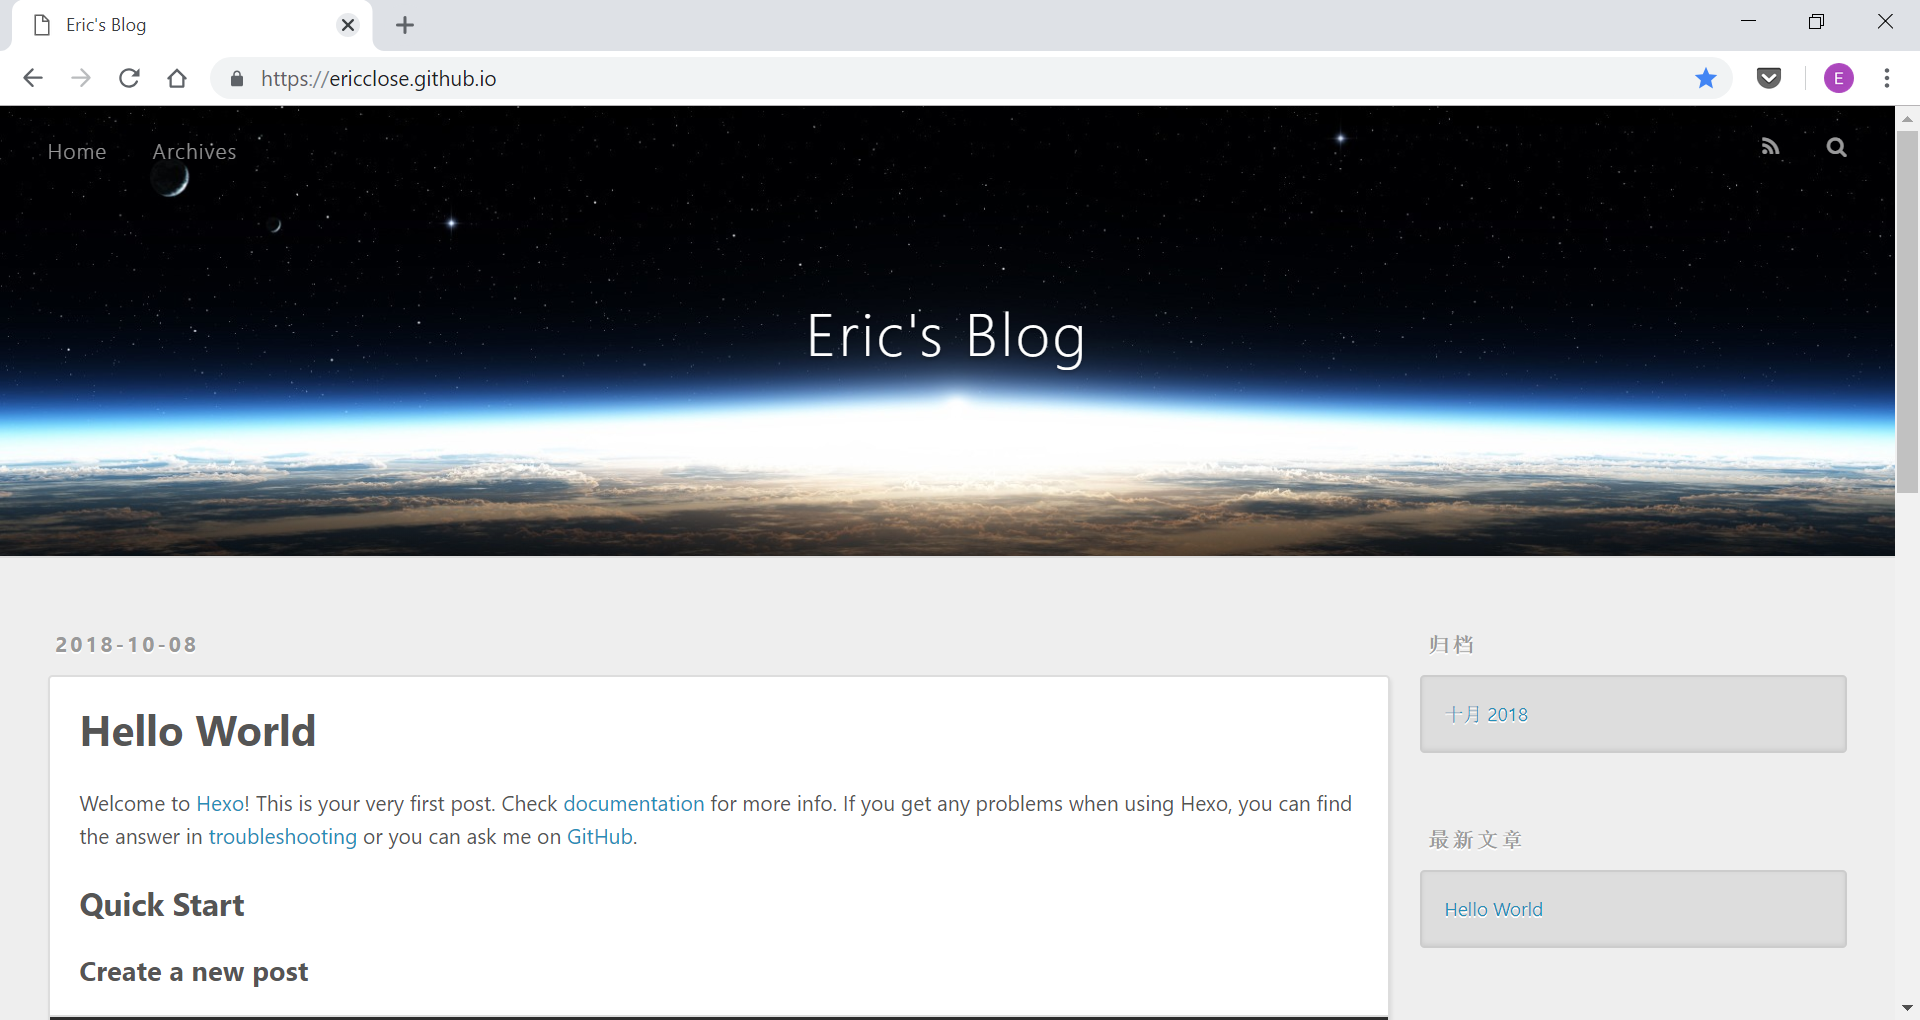 Eric's Blog
https://ericclose.github.io
E
Home
Archives
Eric's Blog
2018-10-08
Hello World
Welcome to Hexo! This is your very first post. Check documentation for more info. If you get any problems when using Hexo, you can find
the answer in troubleshooting or you can ask me on GitHub.
Quick Start
Create a new post
归档
十月 2018
最新文章
Hello World